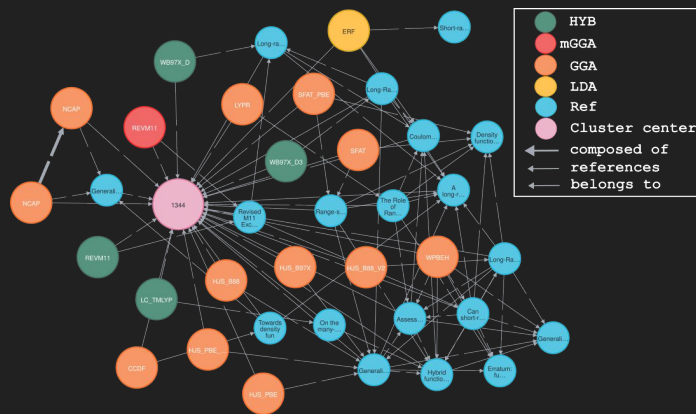 HYB
mGGA
GGA
LDA
Ref
Cluster center
composed of
references
belongs to
ERF
Short-ra...
Long-ra...
WB97X_D
Long-Ra...
NCAP
LYPR
SFAT_PBE
REVM11
Coulom...
Density
functio...
SFAT
WB97X_D3
NCAP
Generali...
1344
A
long-r...
Revised
M11
Exc...
Range-s...
The Role
of
Ran...
REVM11
HJS_B88
HJS_B97X
HJS_B88_V2
WPBEH
Long-Ra...
LC_TMLYP
Towards
density
fun
On the
many-...
Assess...
Can
short-r...
Generali...
CCDF
HJS_PBE_...
Generali...
Hybrid
functio...
Erratum:
fu...
HJS_PBE